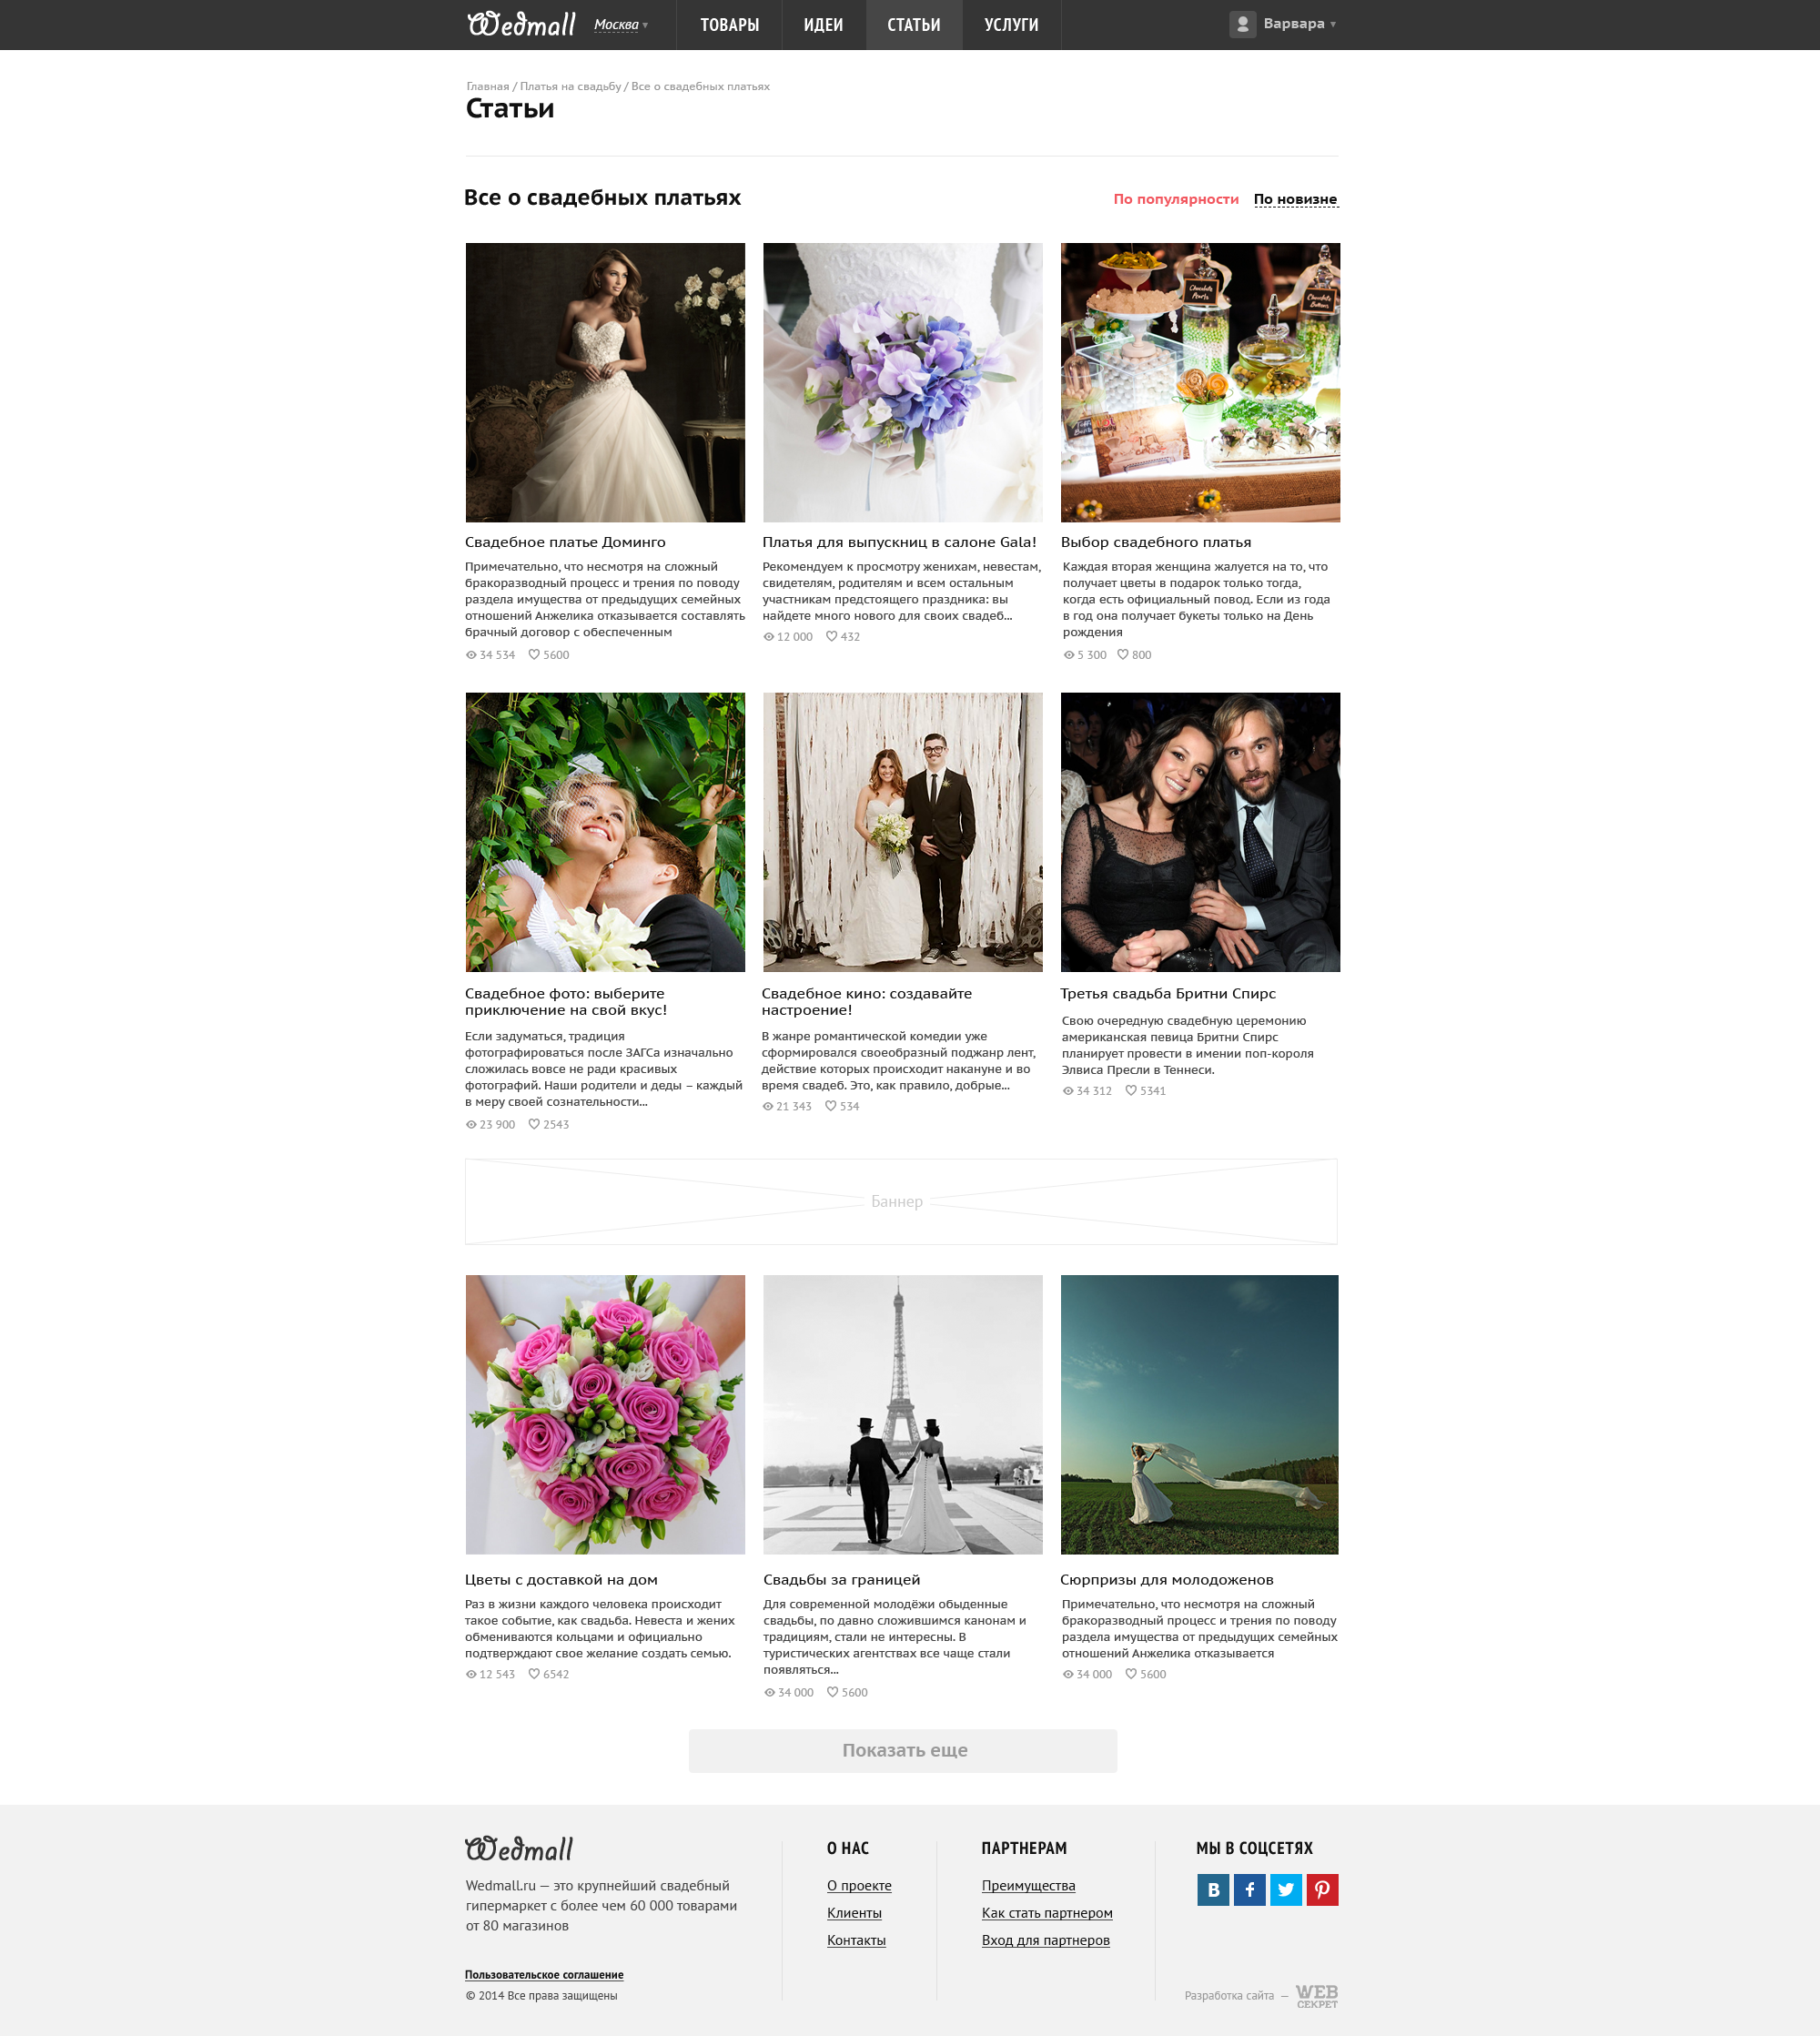 Wedmall Москва ▾ ТОВАРЫ ИДЕИ СТАТЬИ УСЛУГИ Варвара ▾
Главная / Платья на свадьбу / Все о свадебных платьях
Статьи
Все о свадебных платьях
По популярности По новизне
Chocolate Pearls
Chocolate Buttons
Свадебное платье Доминго
Примечательно, что несмотря на сложный
бракоразводный процесс и трения по поводу
раздела имущества от предыдущих семейных
отношений Анжелика отказывается составлять
брачный договор с обеспеченным
34 534 5600
Платья для выпускниц в салоне Gala!
Рекомендуем к просмотру женихам, невестам,
свидетелям, родителям и всем остальным
участникам предстоящего праздника: вы
найдете много нового для своих свадеб...
12 000 432
Выбор свадебного платья
Каждая вторая женщина жалуется на то, что
получает цветы в подарок только тогда,
когда есть официальный повод. Если из года
в год она получает букеты только на День
рождения
5 300 800
Свадебное фото: выберите
приключение на свой вкус!
Если задуматься, традиция
фотографироваться после ЗАГСа изначально
сложилась вовсе не ради красивых
фотографий. Наши родители и деды – каждый
в меру своей сознательности...
23 900 2543
Свадебное кино: создавайте
настроение!
В жанре романтической комедии уже
сформировался своеобразный поджанр лент,
действие которых происходит накануне и во
время свадеб. Это, как правило, добрые...
21 343 534
Третья свадьба Бритни Спирс
Свою очередную свадебную церемонию
американская певица Бритни Спирс
планирует провести в имении поп-короля
Элвиса Пресли в Теннеси.
34 312 5341
Баннер
Цветы с доставкой на дом
Раз в жизни каждого человека происходит
такое событие, как свадьба. Невеста и жених
обмениваются кольцами и официально
подтверждают свое желание создать семью.
12 543 6542
Свадьбы за границей
Для современной молодёжи обыденные
свадьбы, по давно сложившимся канонам и
традициям, стали не интересны. В
туристических агентствах все чаще стали
появляться...
34 000 5600
Сюрпризы для молодоженов
Примечательно, что несмотря на сложный
бракоразводный процесс и трения по поводу
раздела имущества от предыдущих семейных
отношений Анжелика отказывается
34 000 5600
Показать еще
Wedmall
Wedmall.ru — это крупнейший свадебный
гипермаркет с более чем 60 000 товарами
от 80 магазинов
Пользовательское соглашение
© 2014 Все права защищены
О НАС
О проекте
Клиенты
Контакты
ПАРТНЕРАМ
Преимущества
Как стать партнером
Вход для партнеров
МЫ В СОЦСЕТЯХ
Разработка сайта — WEB СЕКРЕТ